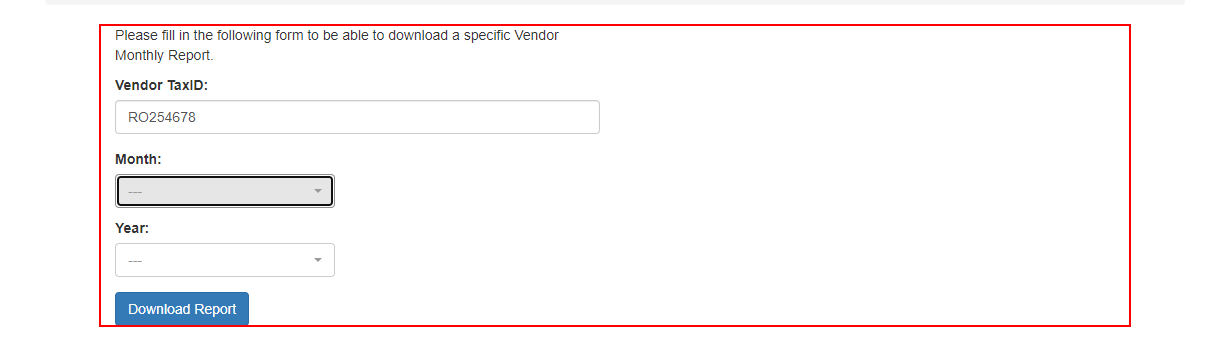 Please fill in the following form to be able to download a specific Vendor
Monthly Report.
Vendor TaxID:
RO254678
Month:
---
Year:
---
Download Report